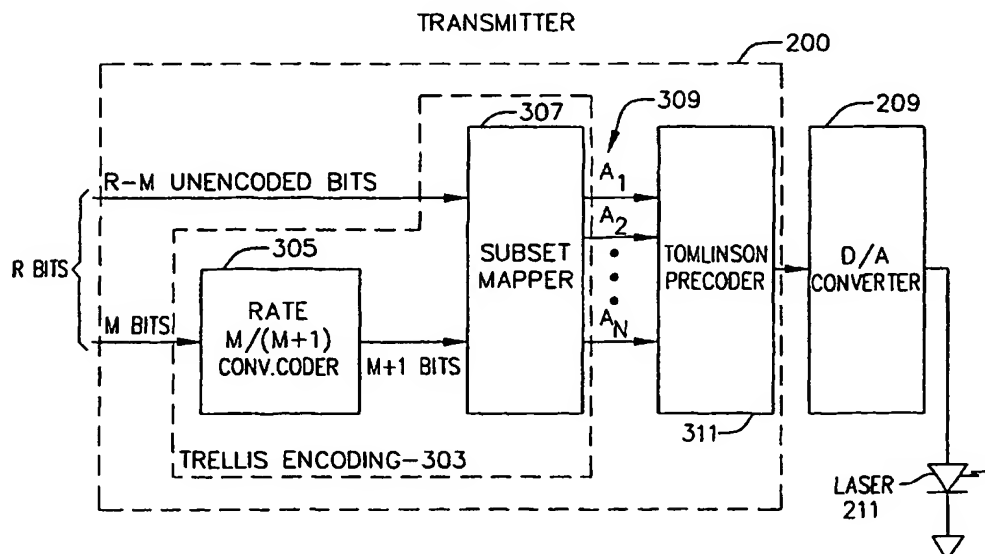 TRANSMITTER
200
307
309
209
R-M UNENCODED BITS
A1
A2
305
SUBSET
MAPPER
TOMLINSON
PRECODER
D/A
CONVERTER
R BITS
RATE
M/(M+1)
CONV.CODER
M BITS
M+1 BITS
AN
311
TRELLIS ENCODING-303
LASER
211